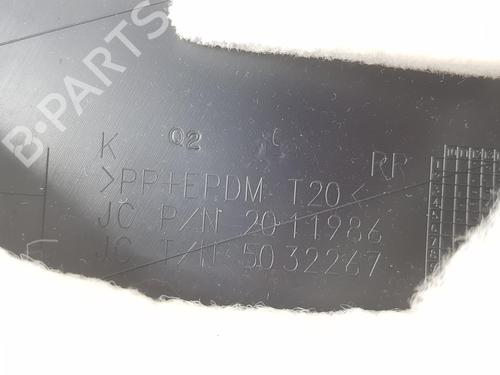 B-PARTS
K Q2 RR
>PP+EPDM T20<
JC P/N 2011986
JC T/N 5032267